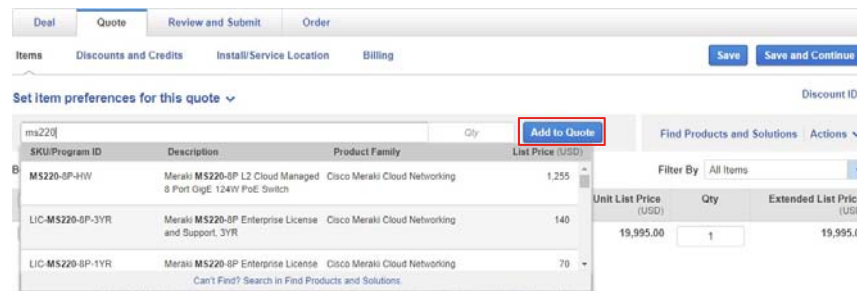 Deal Quote Review and Submit Order
Items Discounts and Credits Install/Service Location Billing Save Save and Continue
Set item preferences for this quote Discount ID
ms220 Qty Add to Quote Find Products and Solutions Actions
SKU/Program ID Description Product Family List Price (USD)
B Filter By All Items
MS220-8P-HW Meraki MS220-8P L2 Cloud Managed Cisco Meraki Cloud Networking 1,255
8 Port GigE 124W PoE Switch
Unit List Price Qty Extended List Pric
(USD) (US
LIC-MS220-8P-3YR Meraki MS220-8P Enterprise License Cisco Meraki Cloud Networking 140
and Support, 3YR
19,995.00 1 19,995.
LIC-MS220-8P-1YR Meraki MS220-8P Enterprise License Cisco Meraki Cloud Networking 70
Can't Find? Search in Find Products and Solutions.